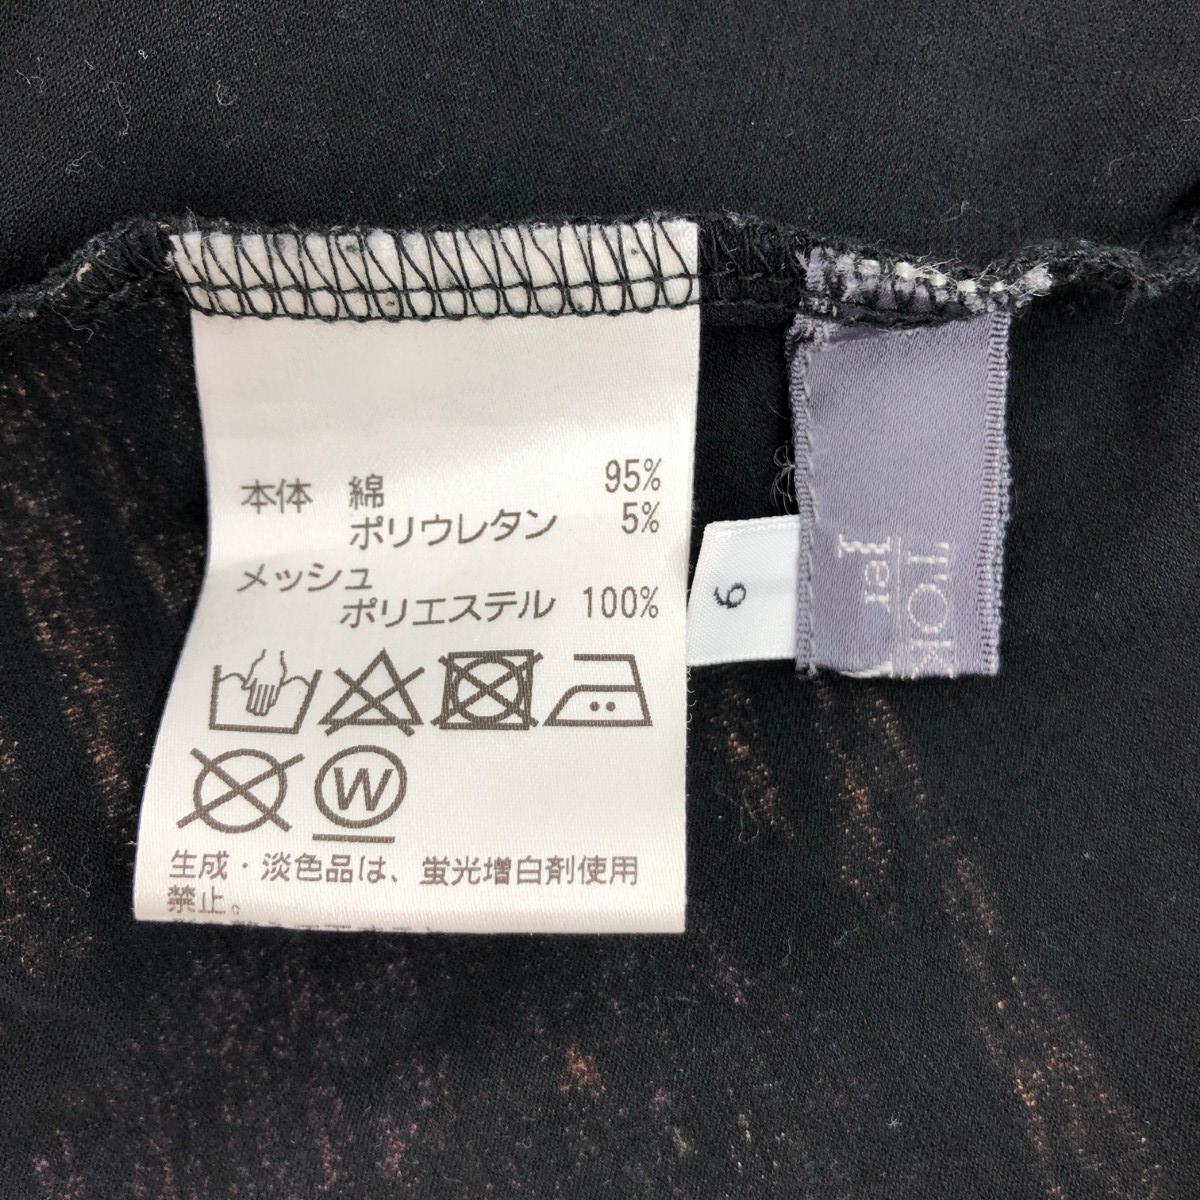 本体 綿 95%
ポリウレタン 5%
メッシュ
ポリエステル 100%
W
生成・淡色品は、蛍光増白剤使用
禁止。
9
TOK
ier